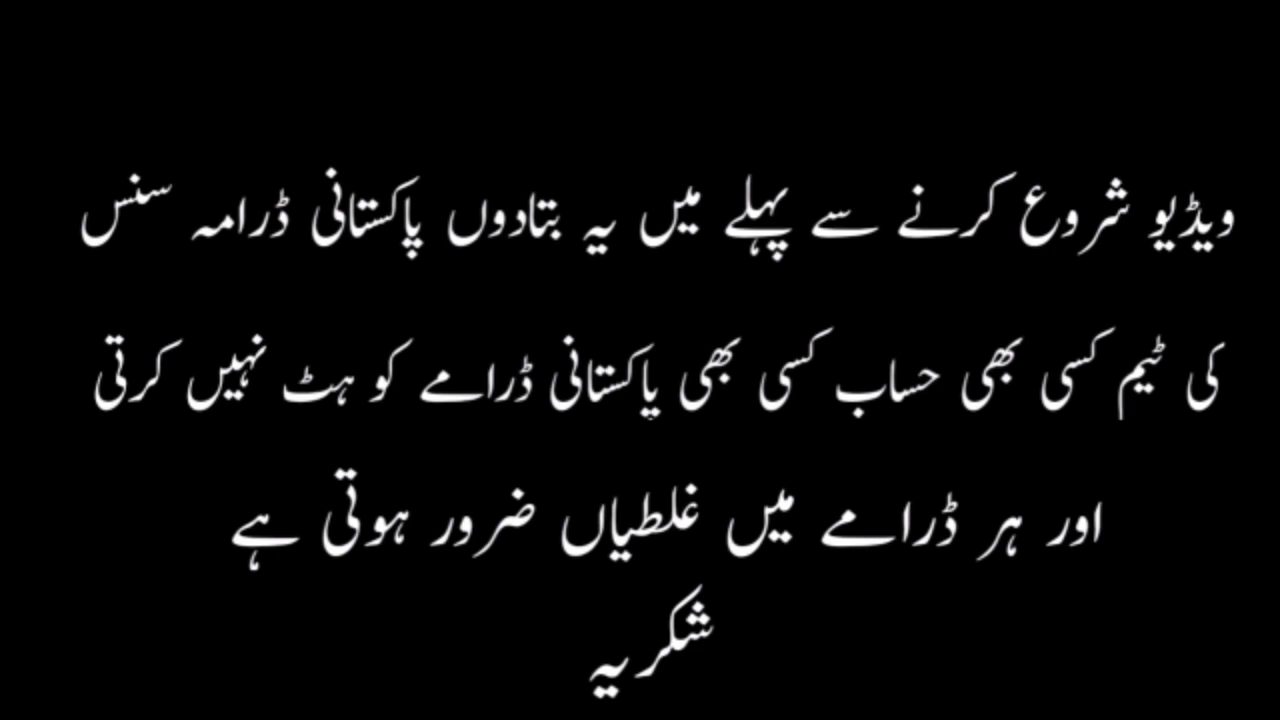 ویڈیو شروع کرنے سے پہلے میں یہ بتادوں پاکستانی ڈرامہ سنس
کی ٹیم کسی بھی حساب کسی بھی پاکستانی ڈرامے کو ہٹ نہیں کرتی
اور ہر ڈرامے میں غلطیاں ضرور ہوتی ہے
شکریہ